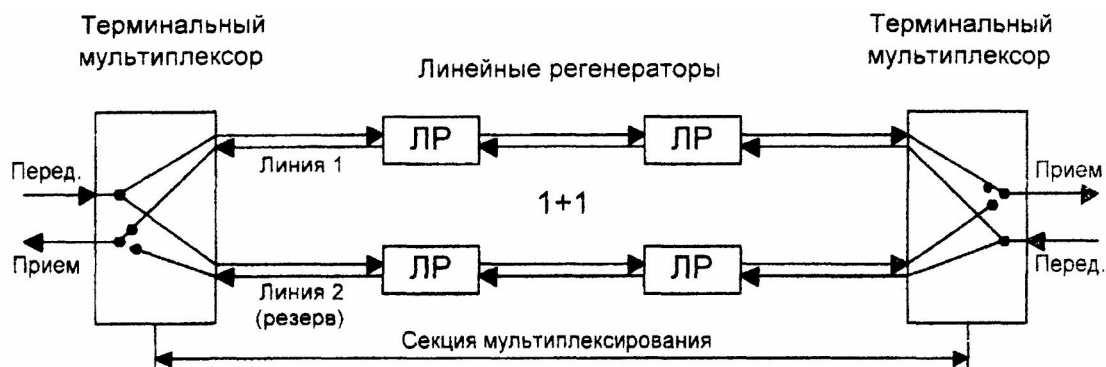 Терминальный
мультиплексор
Линейные регенераторы
Терминальный
мультиплексор
ЛР
ЛР
Линия 1
Перед.
Прием
1+1
Прием
Перед.
ЛР
ЛР
Линия 2
(резерв)
Секция мультиплексирования